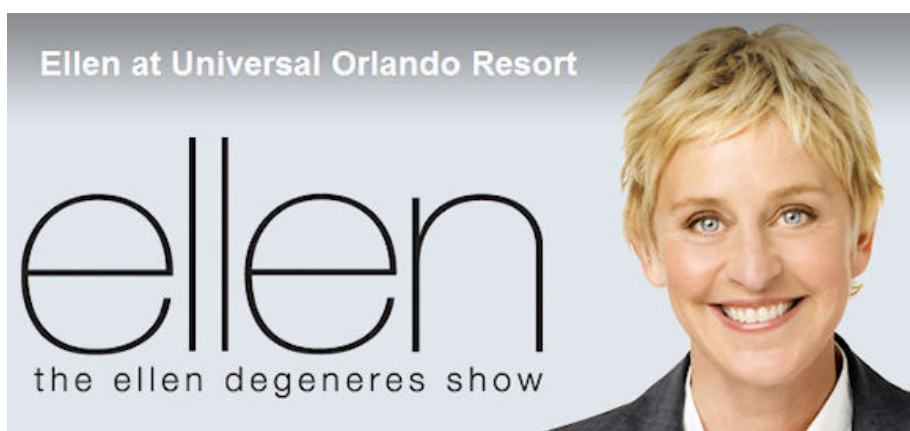 Ellen at Universal Orlando Resort
ellen
the ellen degeneres show